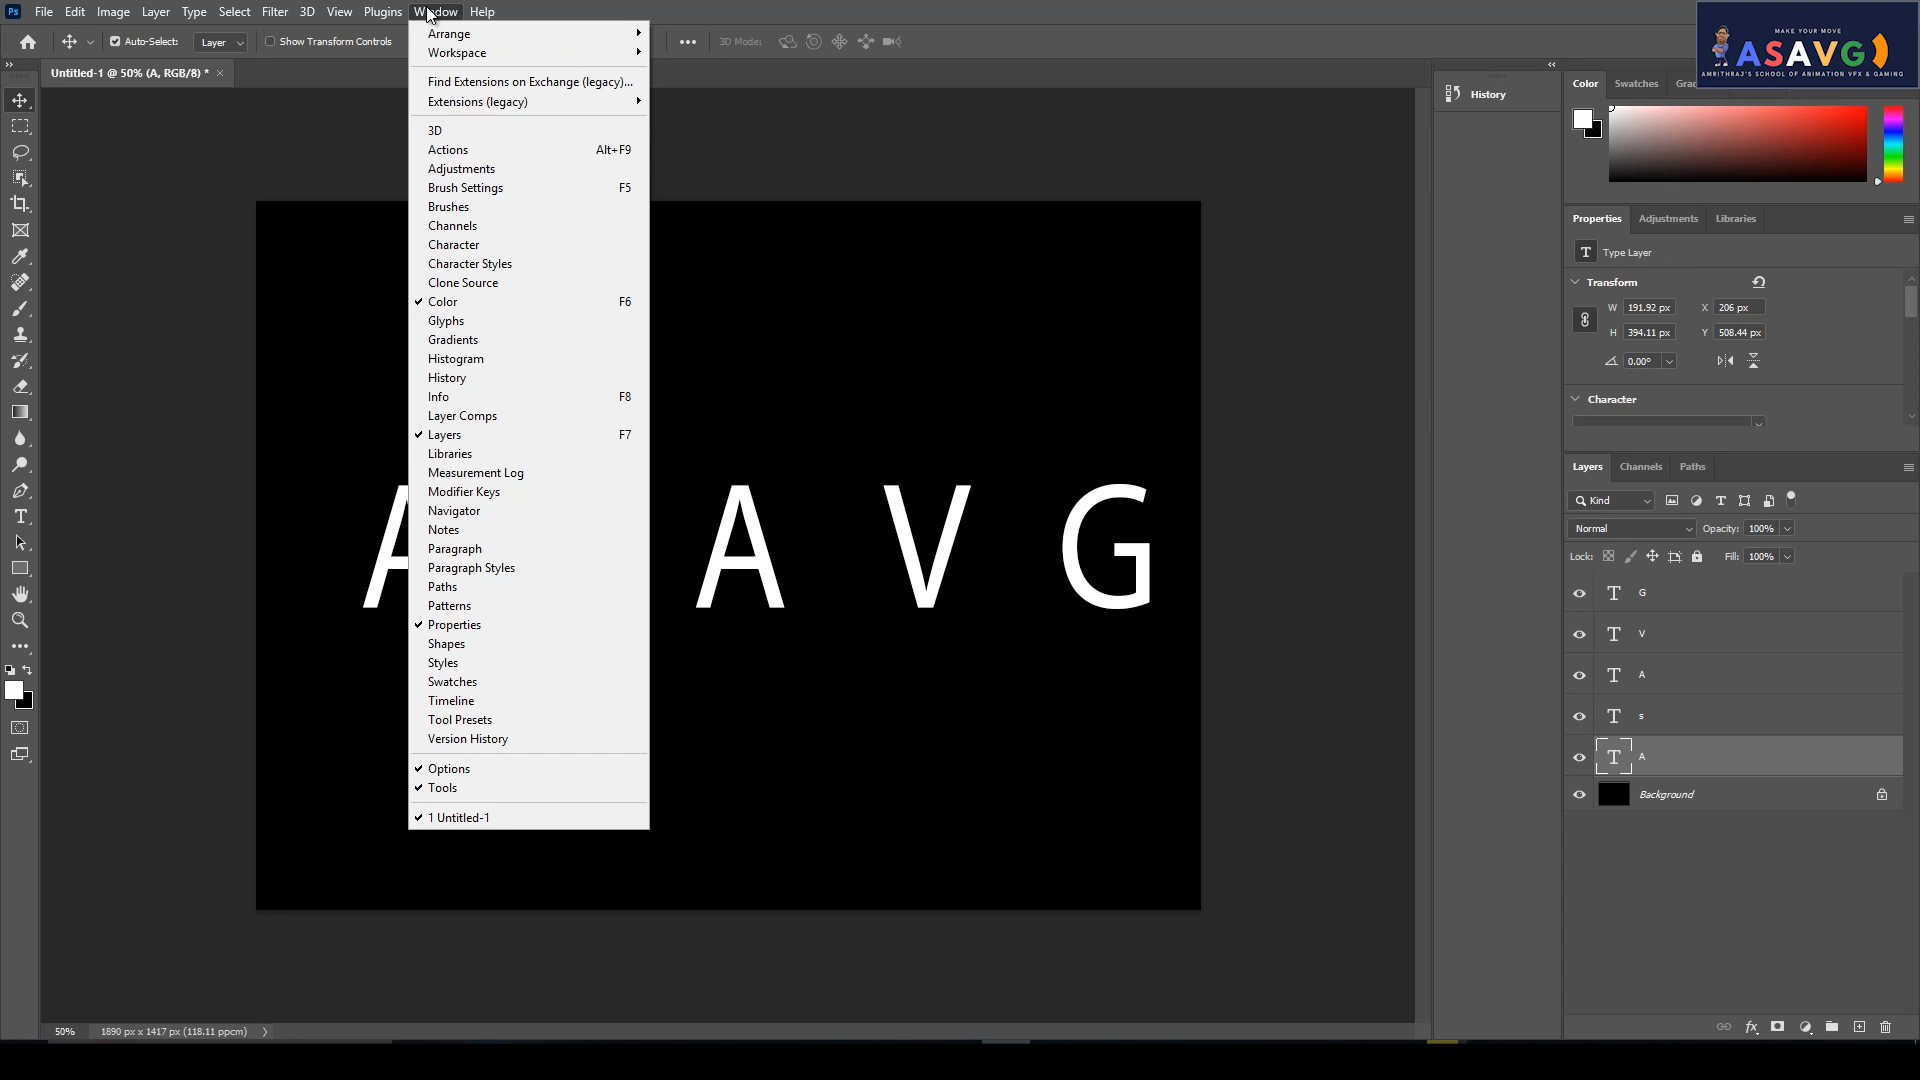 Ps File Edit Image Layer Type Select Filter 3D View Plugins Window Help
Auto-Select: Layer Show Transform Controls 3D Mode:
MAKE YOUR MOVE
ASAVG
AMRITHRAJ'S SCHOOL OF ANIMATION VFX & GAMING
Untitled-1 @ 50% (A, RGB/8) *
Arrange
Workspace
Find Extensions on Exchange (legacy)...
Extensions (legacy)
3D
Actions Alt+F9
Adjustments
Brush Settings F5
Brushes
Channels
Character
Character Styles
Clone Source
Color F6
Glyphs
Gradients
Histogram
History
Info F8
Layer Comps
Layers F7
Libraries
Measurement Log
Modifier Keys
Navigator
Notes
Paragraph
Paragraph Styles
Paths
Patterns
Properties
Shapes
Styles
Swatches
Timeline
Tool Presets
Version History
Options
Tools
1 Untitled-1
A A V G
History
Color Swatches
Properties Adjustments Libraries
T Type Layer
Transform
W 191.92 px X 206 px
H 394.11 px Y 508.44 px
0.00°
Character
Layers Channels Paths
Kind
Normal Opacity: 100%
Lock: Fill: 100%
T G
T V
T A
T s
T A
Background
50% 1890 px x 1417 px (118.11 ppcm)